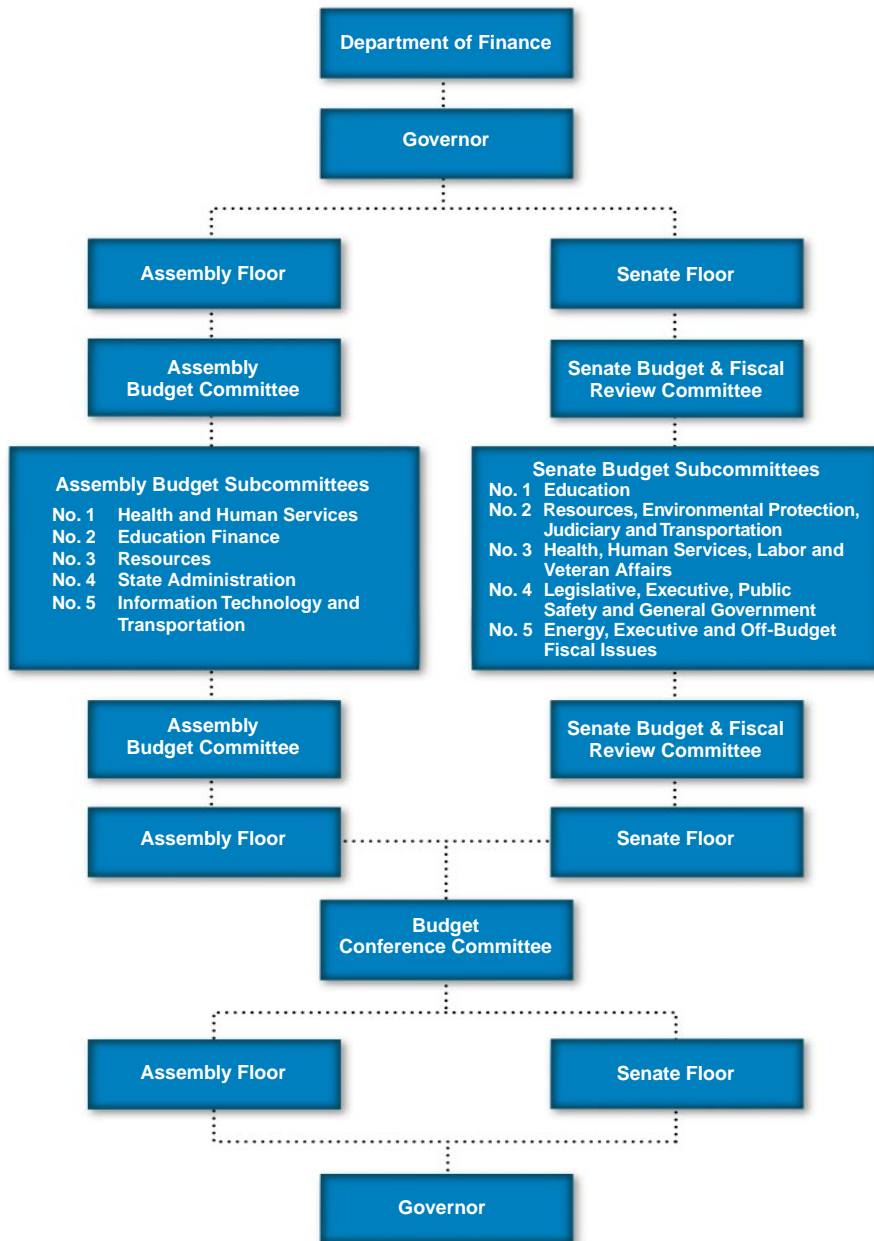 Department of Finance
Governor
Assembly Floor
Senate Floor
Assembly
Budget Committee
Senate Budget & Fiscal
Review Committee
Assembly Budget Subcommittees
No. 1 Health and Human Services
No. 2 Education Finance
No. 3 Resources
No. 4 State Administration
No. 5 Information Technology and
Transportation
Senate Budget Subcommittees
No. 1 Education
No. 2 Resources, Environmental Protection,
Judiciary and Transportation
No. 3 Health, Human Services, Labor and
Veteran Affairs
No. 4 Legislative, Executive, Public
Safety and General Government
No. 5 Energy, Executive and Off-Budget
Fiscal Issues
Assembly
Budget Committee
Senate Budget & Fiscal
Review Committee
Assembly Floor
Senate Floor
Budget
Conference Committee
Assembly Floor
Senate Floor
Governor